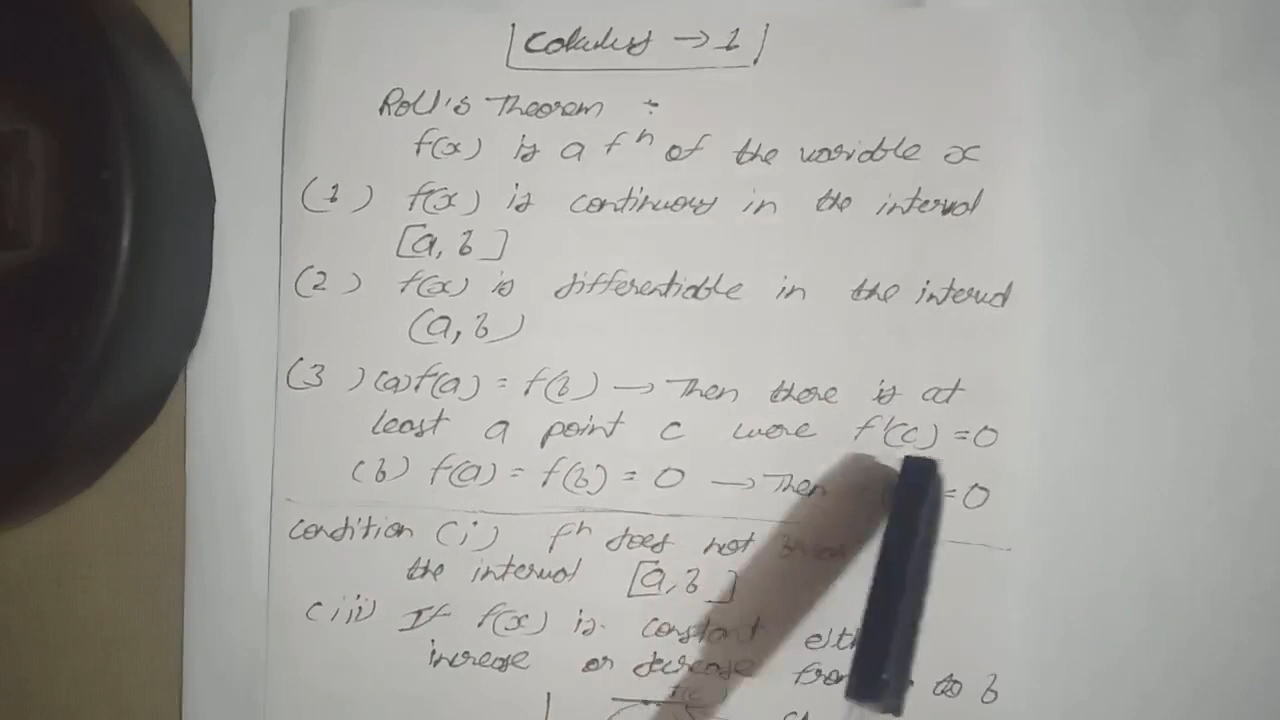 Calculus → 1
Roll's Theorem ÷
f(x) is a fⁿ of the variable x
(1) f(x) is continuous in the interval
[a, b]
(2) f(x) is differentiable in the interval
(a, b)
(3) (a) f(a) = f(b) → Then there is at
least a point c were f'(c) = 0
(b) f(a) = f(b) = 0 → Then = 0
condition (i) fⁿ does not
the interval [a, b]
(iii) If f(x) is constant
increase or decrease to b